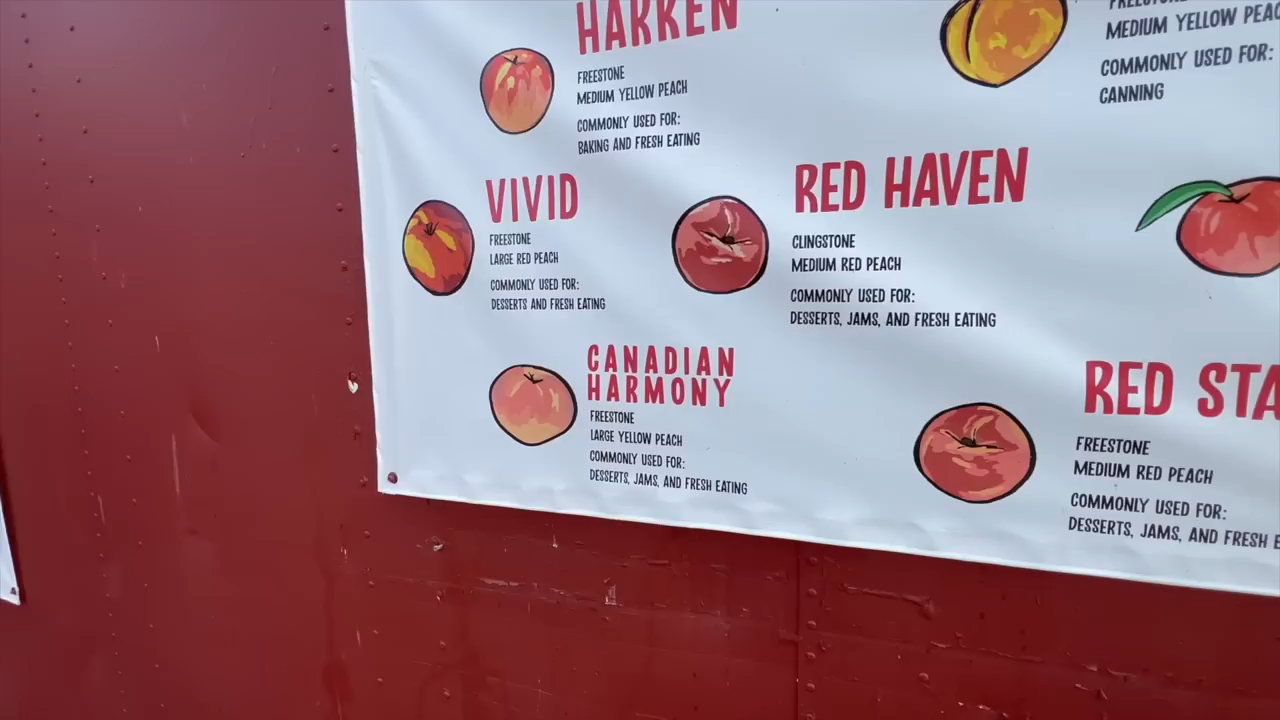 HARKEN
FREESTONE
MEDIUM YELLOW PEACH
COMMONLY USED FOR:
BAKING AND FRESH EATING
MEDIUM YELLOW
COMMONLY USED FOR:
CANNING
VIVID
FREESTONE
LARGE RED PEACH
COMMONLY USED FOR:
DESSERTS AND FRESH EATING
RED HAVEN
CLINGSTONE
MEDIUM RED PEACH
COMMONLY USED FOR:
DESSERTS, JAMS, AND FRESH EATING
CANADIAN
HARMONY
FREESTONE
LARGE YELLOW PEACH
COMMONLY USED FOR:
DESSERTS, JAMS, AND FRESH EATING
RED STA
FREESTONE
MEDIUM RED PEACH
COMMONLY USED FOR:
DESSERTS, JAMS, AND FRESH E